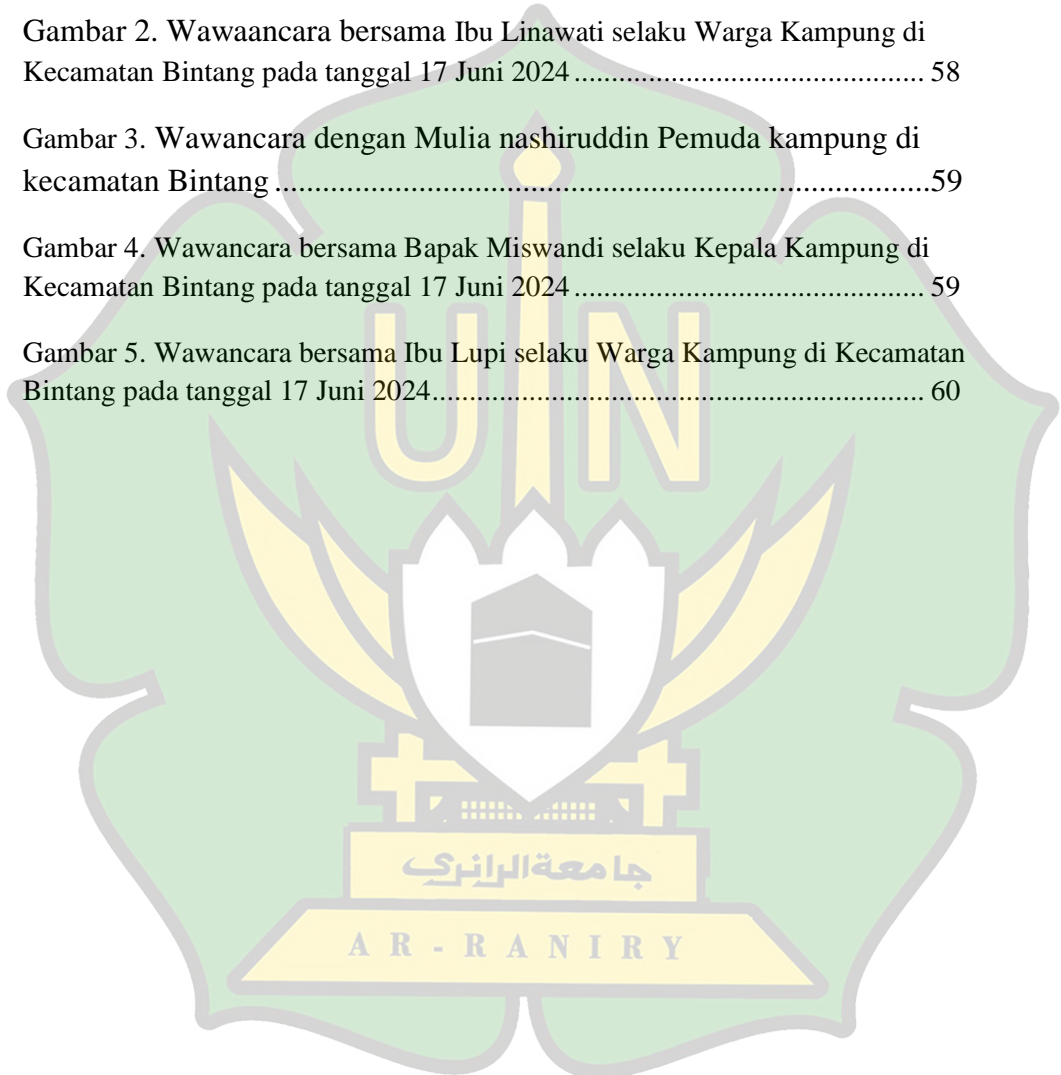 Gambar 2. Wawaancara bersama Ibu Linawati selaku Warga Kampung di
Kecamatan Bintang pada tanggal 17 Juni 2024 ............................................ 58
Gambar 3. Wawancara dengan Mulia nashiruddin Pemuda kampung di
kecamatan Bintang ..................................................................................59
Gambar 4. Wawancara bersama Bapak Miswandi selaku Kepala Kampung di
Kecamatan Bintang pada tanggal 17 Juni 2024 ............................................ 59
Gambar 5. Wawancara bersama Ibu Lupi selaku Warga Kampung di Kecamatan
Bintang pada tanggal 17 Juni 2024.............................................................. 60
UIN
جامعة الرانري
AR-RANIRY